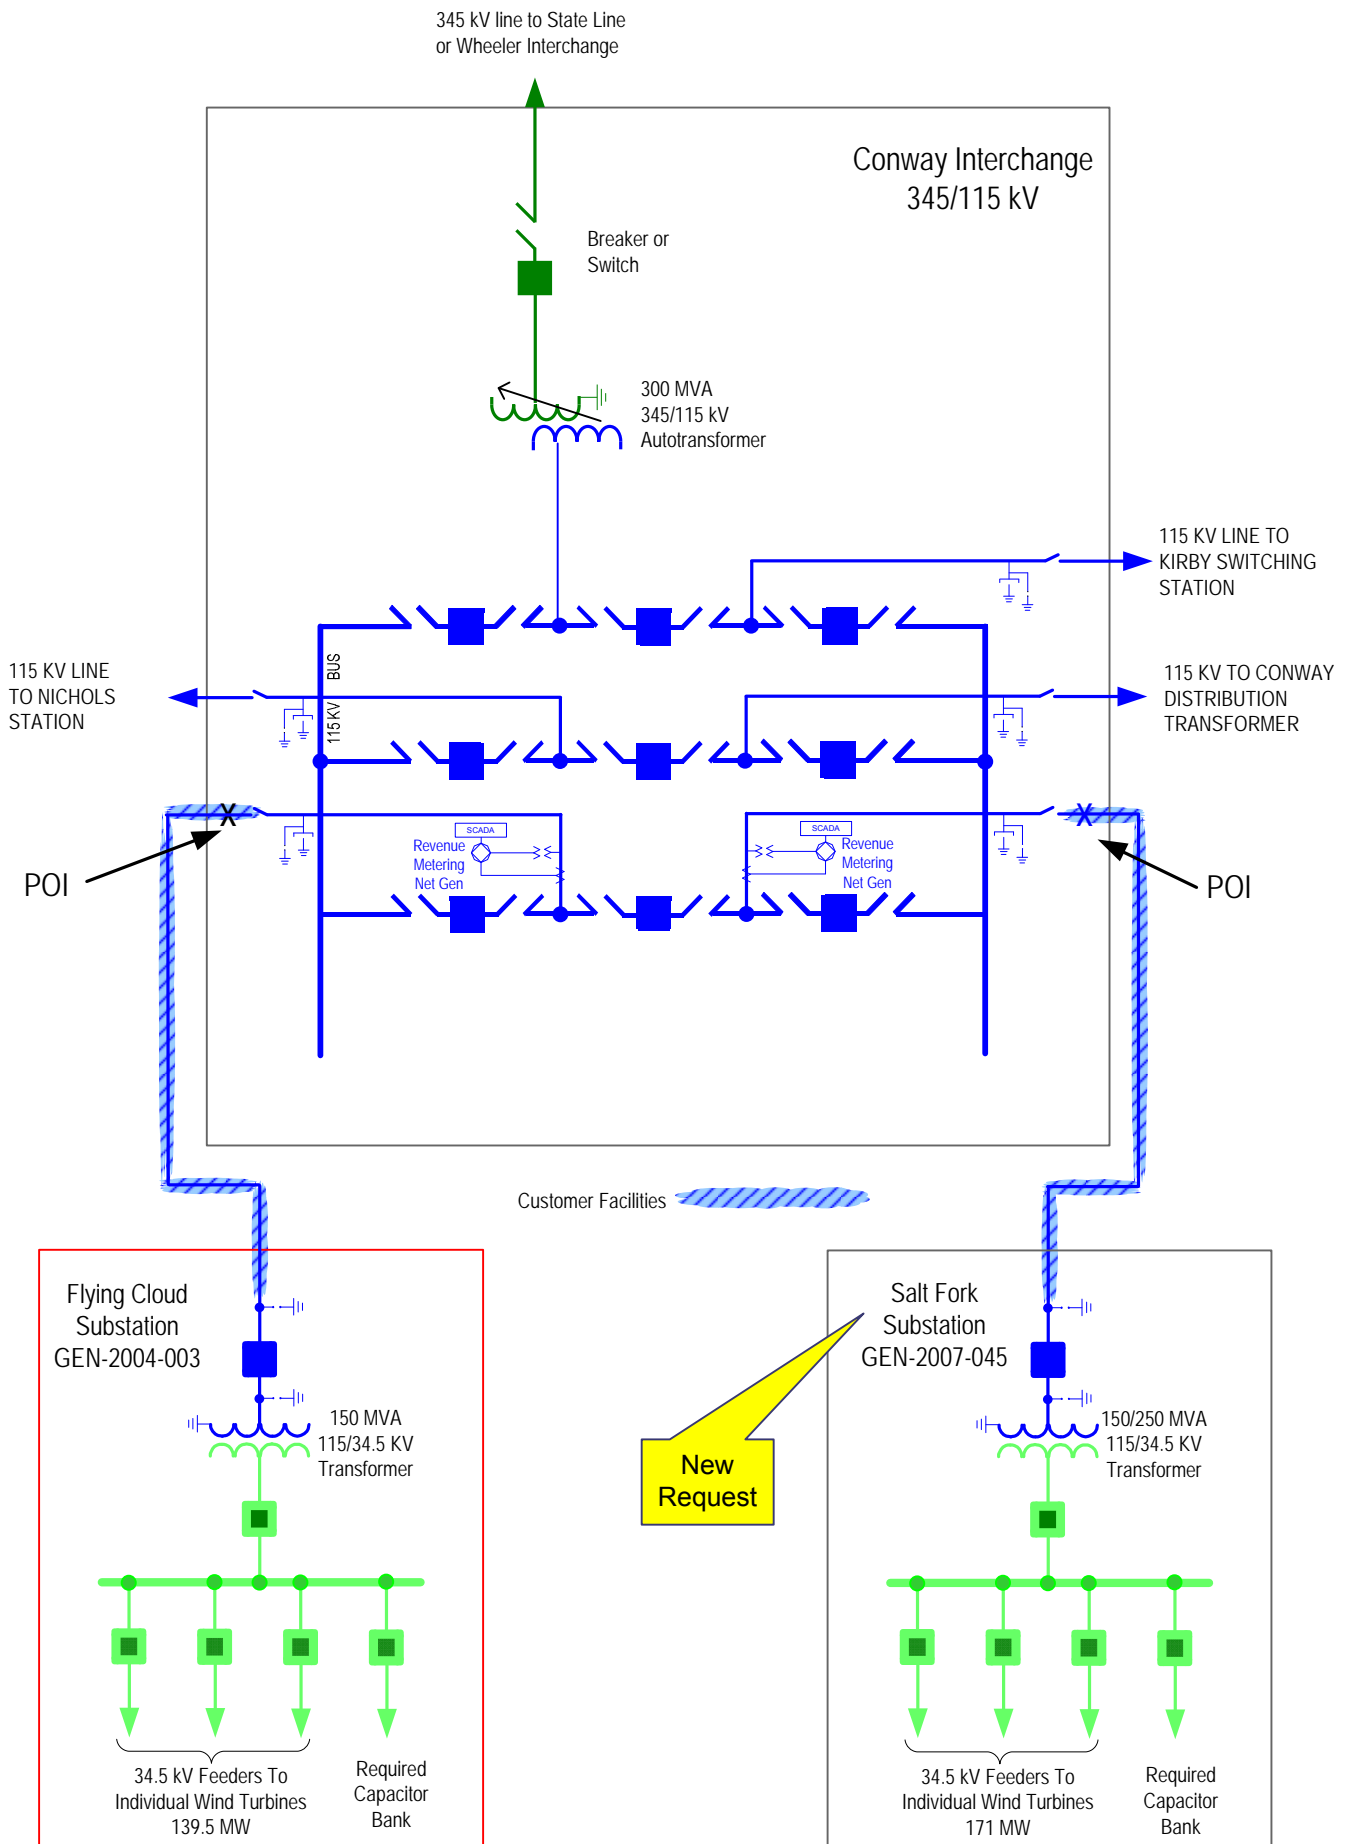 345 kV line to State Line
or Wheeler Interchange
Conway Interchange
345/115 kV
Breaker or
Switch
300 MVA
345/115 kV
Autotransformer
115 KV LINE TO
KIRBY SWITCHING
STATION
115 KV LINE
TO NICHOLS
STATION
115 KV BUS
115 KV TO CONWAY
DISTRIBUTION
TRANSFORMER
X
SCADA
Revenue
Metering
Net Gen
SCADA
Revenue
Metering
Net Gen
X
POI
POI
Customer Facilities
Flying Cloud
Substation
GEN-2004-003
150 MVA
115/34.5 KV
Transformer
34.5 kV Feeders To
Individual Wind Turbines
139.5 MW
Required
Capacitor
Bank
New
Request
Salt Fork
Substation
GEN-2007-045
150/250 MVA
115/34.5 KV
Transformer
34.5 kV Feeders To
Individual Wind Turbines
171 MW
Required
Capacitor
Bank